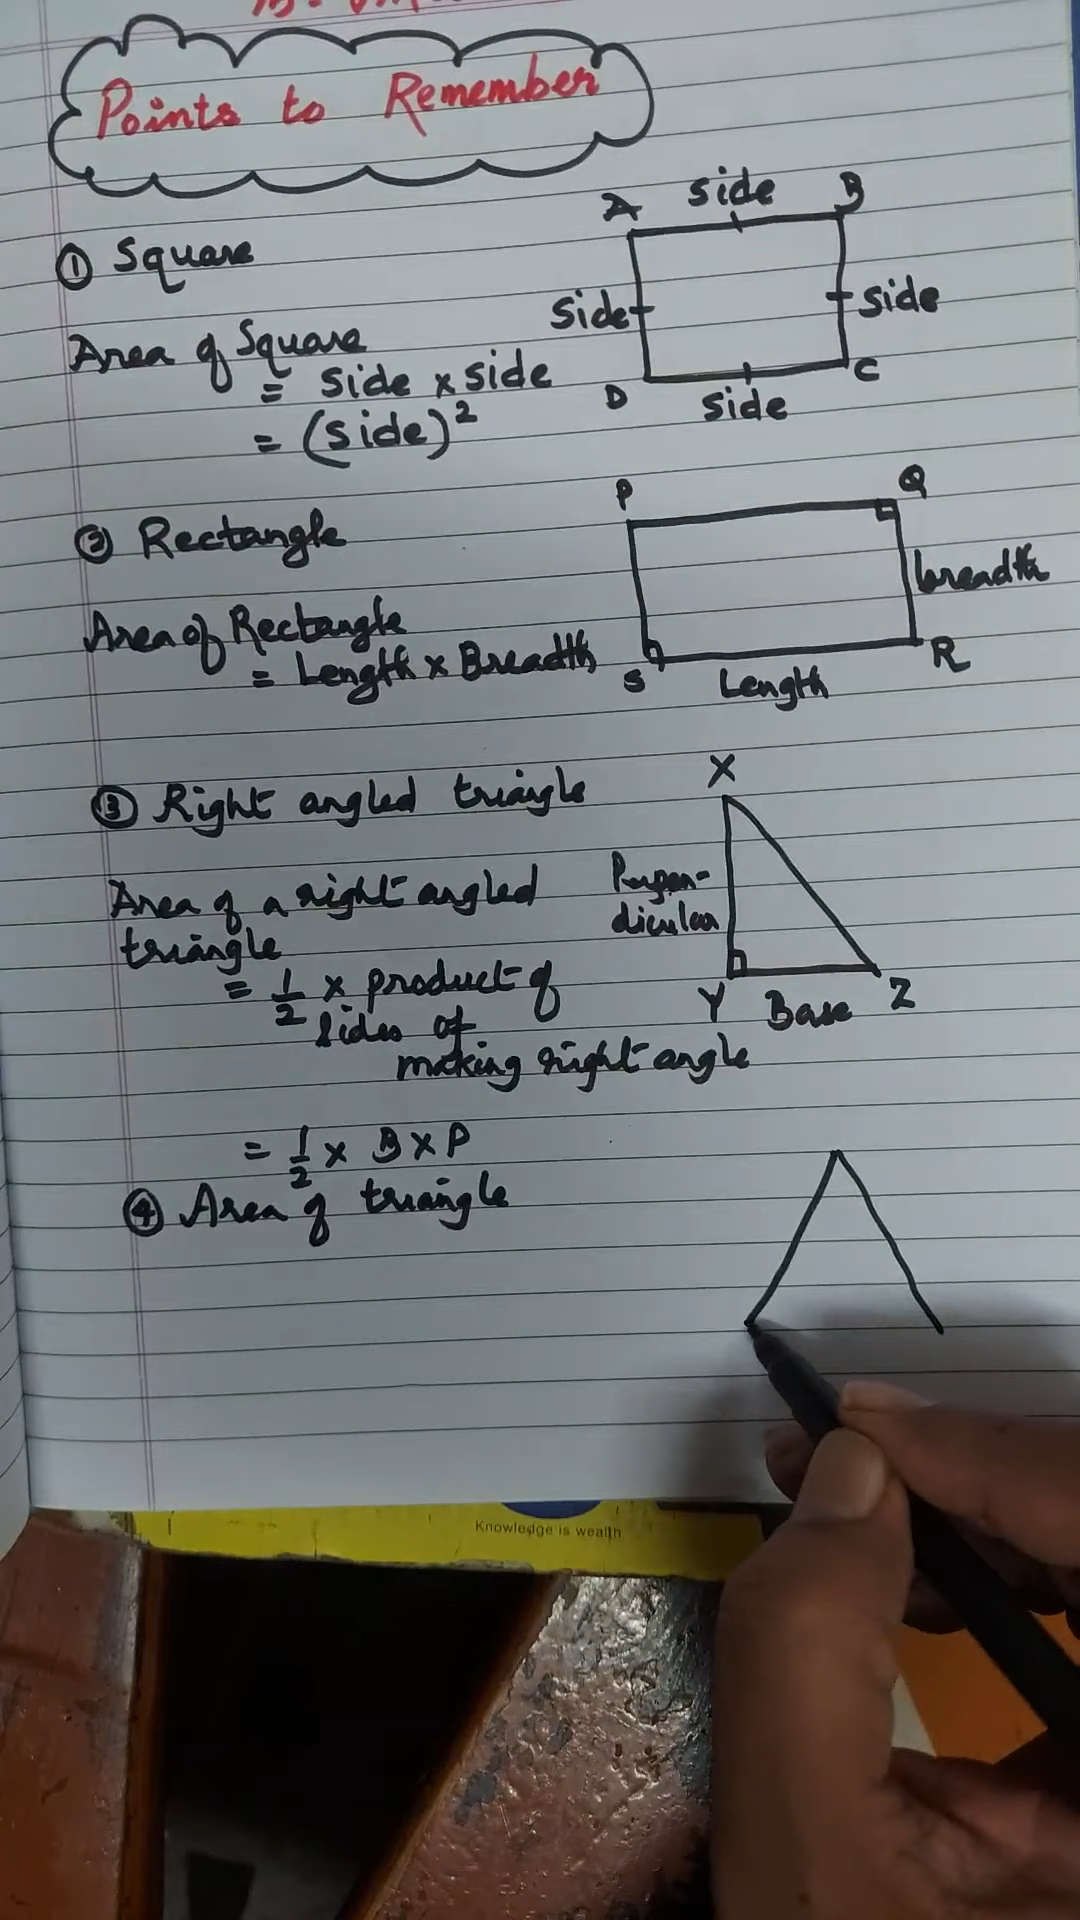 Points to Remember
① Square
A side B
Side
side
D side C
Area of Square
= side x side
= (side)²
② Rectangle
P Q
breadth
S Length R
Area of Rectangle
= Length x Breadth
③ Right angled triangle
X
Perpen-
dicular
Y Base Z
Area of a right angled
triangle
= 1/2 x product of
sides of
making right angle
= 1/2 x B x P
④ Area of triangle
Knowledge is wealth